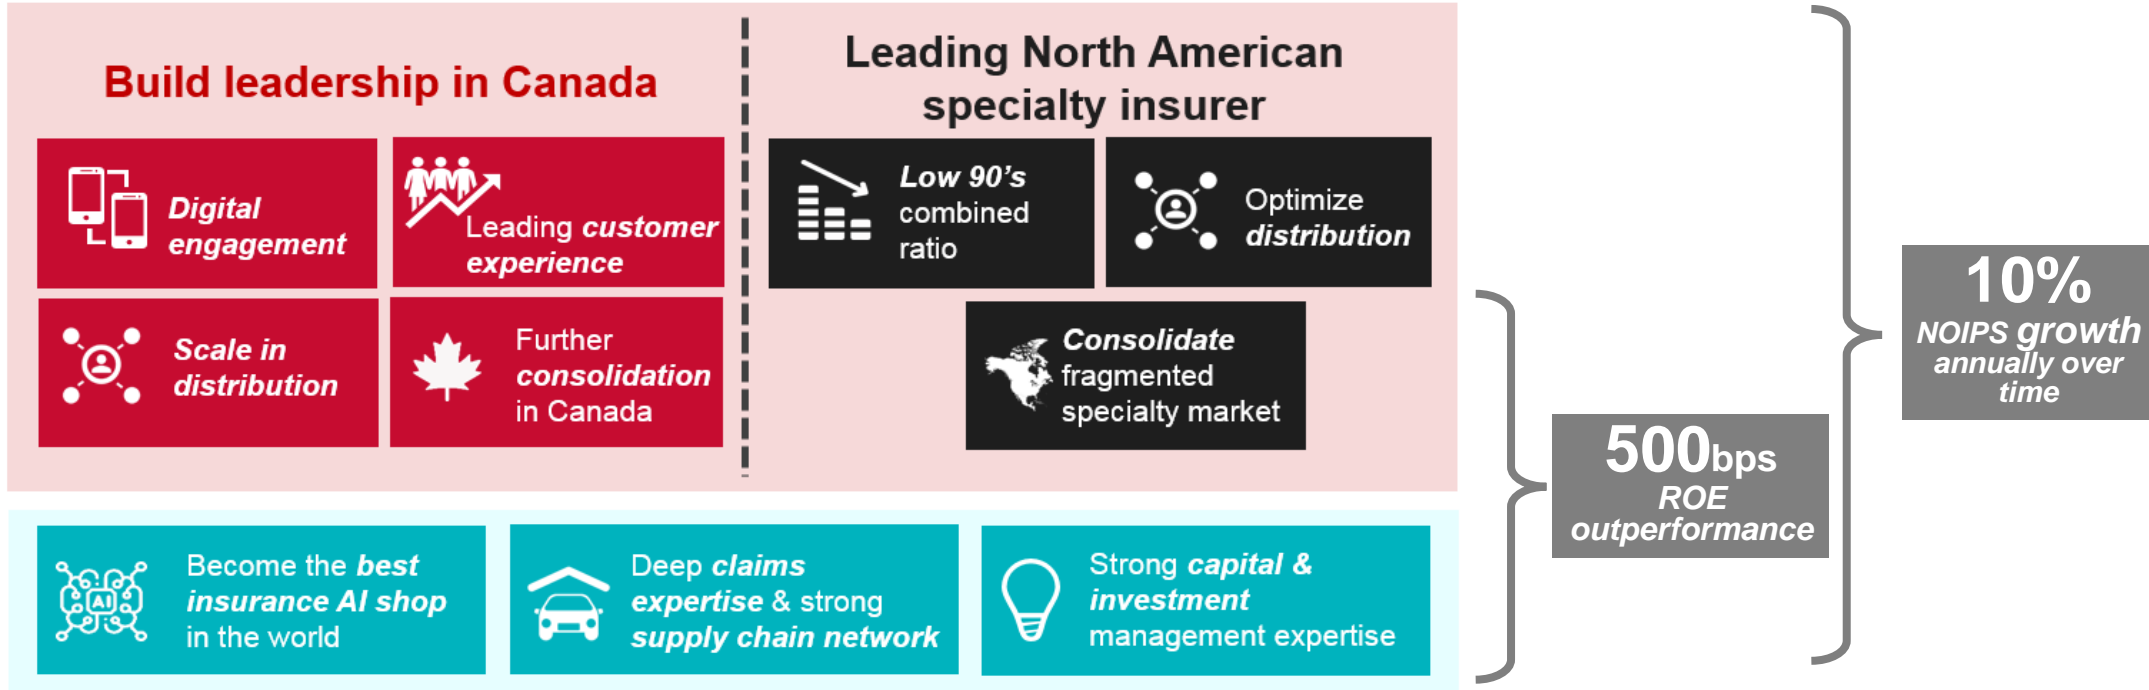 Build leadership in Canada
Digital
engagement
Leading customer
experience
Scale in
distribution
Further
consolidation
in Canada
Leading North American
specialty insurer
Low 90’s
combined
ratio
Optimize
distribution
Consolidate
fragmented
specialty market
AI
Become the best
insurance AI shop
in the world
Deep claims
expertise & strong
supply chain network
Strong capital &
investment
management expertise
500bps
ROE
outperformance
10%
NOIPS growth
annually over
time